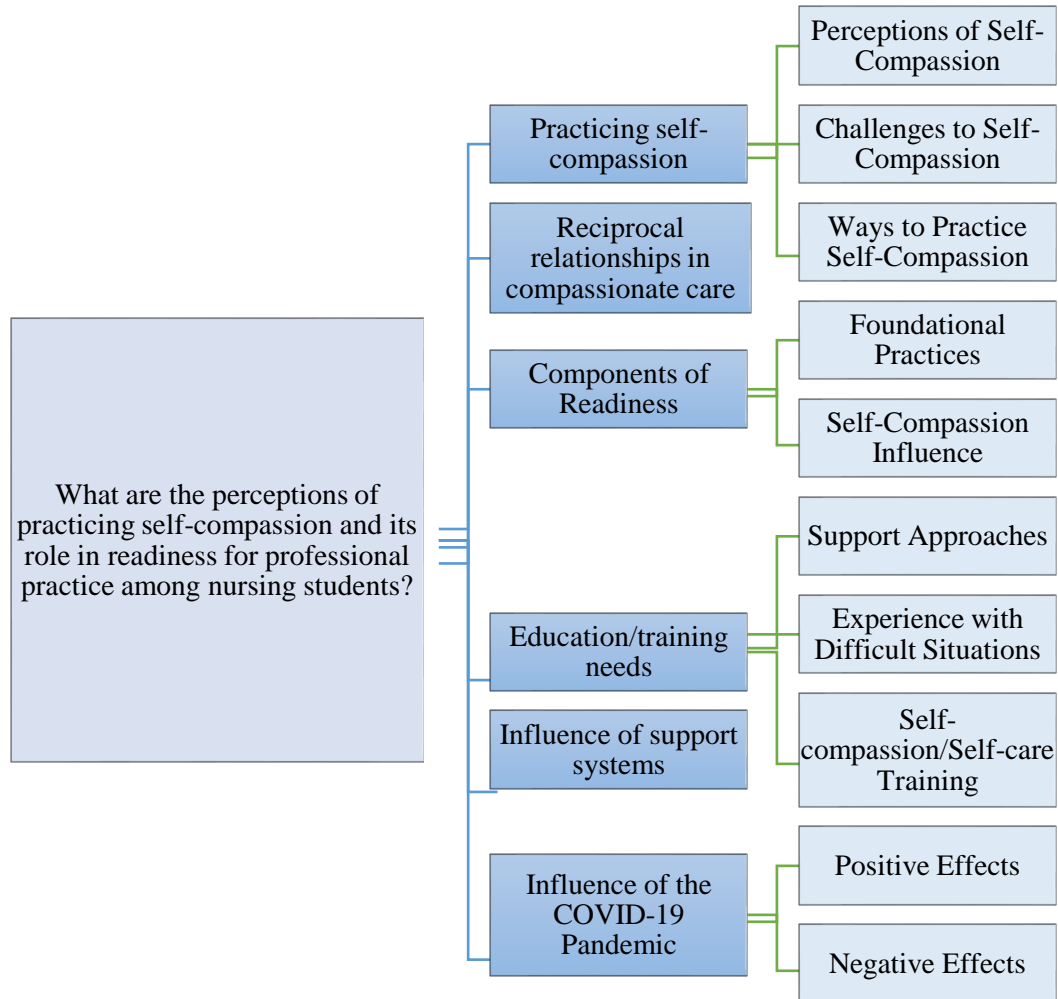 What are the perceptions of
practicing self-compassion and its
role in readiness for professional
practice among nursing students?
Practicing self-
compassion
Perceptions of Self-
Compassion
Challenges to Self-
Compassion
Ways to Practice
Self-Compassion
Reciprocal
relationships in
compassionate care
Components of
Readiness
Foundational
Practices
Self-Compassion
Influence
Education/training
needs
Support Approaches
Experience with
Difficult Situations
Self-
compassion/Self-care
Training
Influence of support
systems
Influence of the
COVID-19
Pandemic
Positive Effects
Negative Effects